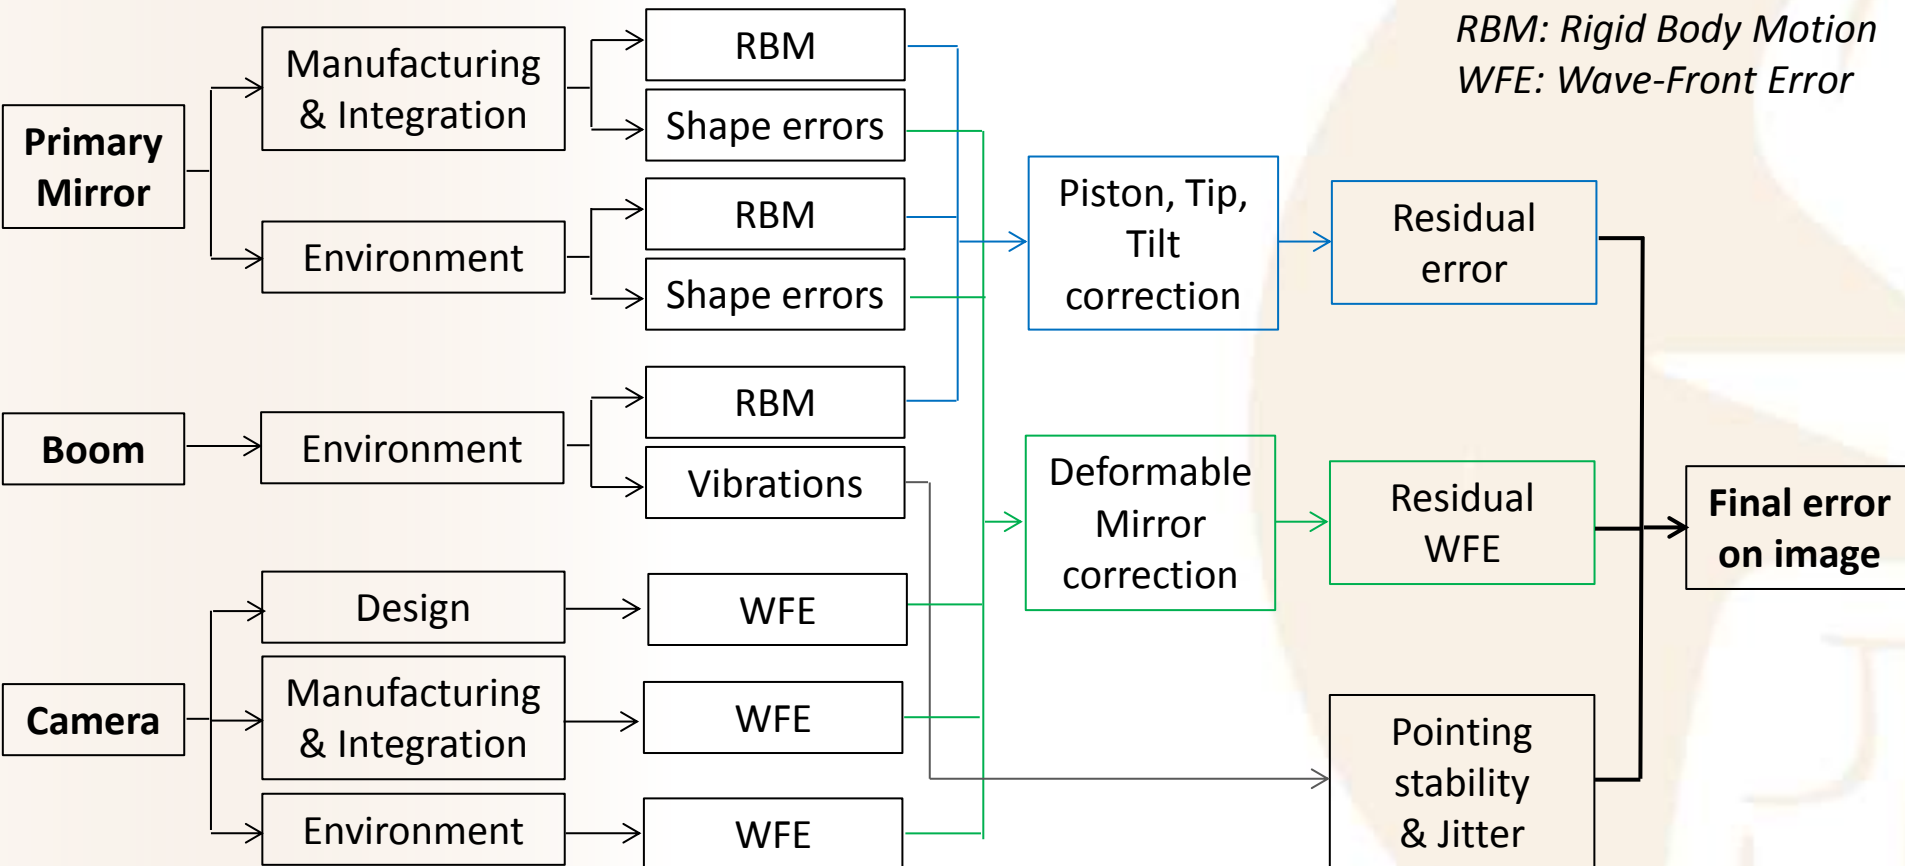 RBM: Rigid Body Motion
WFE: Wave-Front Error
Primary
Mirror
Manufacturing
& Integration
RBM
Shape errors
Environment
RBM
Shape errors
Boom
Environment
RBM
Vibrations
Camera
Design
WFE
Manufacturing
& Integration
WFE
Environment
WFE
Piston, Tip,
Tilt
correction
Residual
error
Deformable
Mirror
correction
Residual
WFE
Pointing
stability
& Jitter
Final error
on image